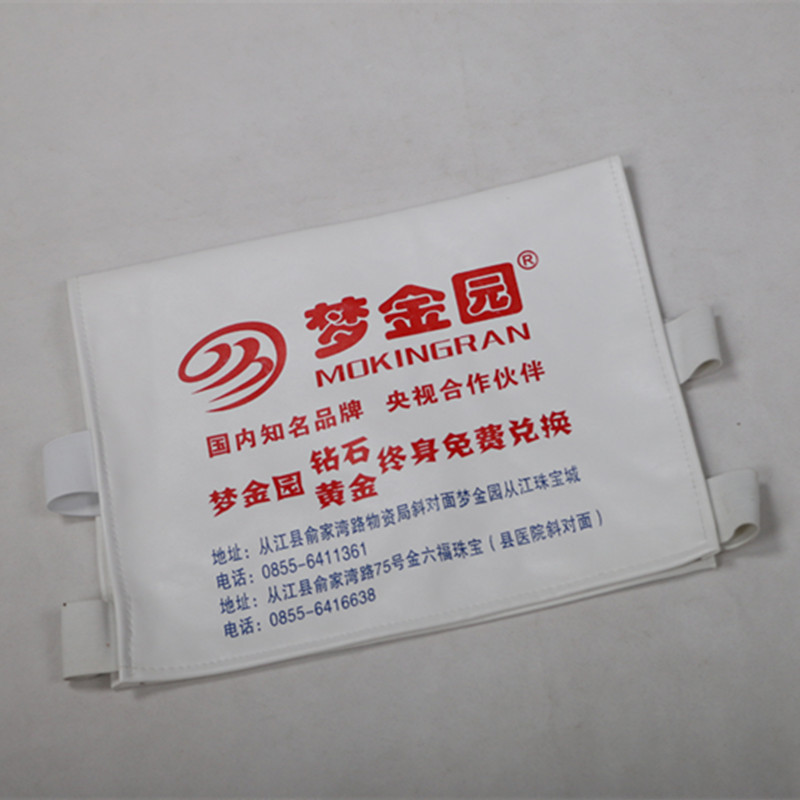 梦金园®
MOKINGRAN
国内知名品牌 央视合作伙伴
梦金园 钻石 终身免费兑换
黄金
地址：从江县俞家湾路物资局斜对面梦金园从江珠宝城
电话：0855-6411361
地址：从江县俞家湾路75号金六福珠宝（县医院斜对面）
电话：0855-6416638